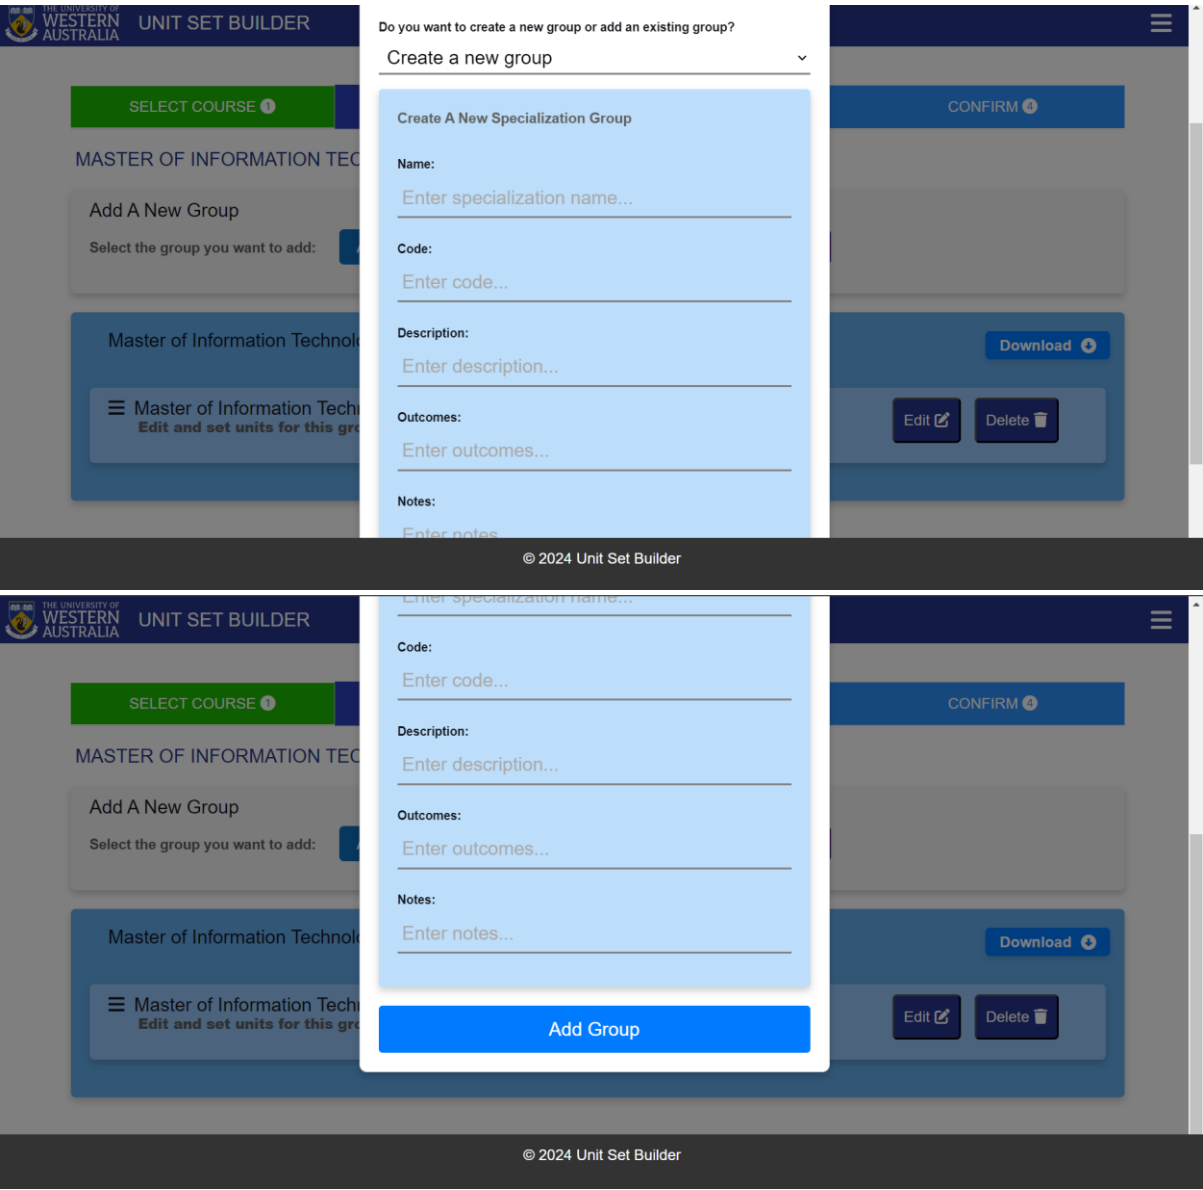 THE UNIVERSITY OF
WESTERN
AUSTRALIA
UNIT SET BUILDER
Do you want to create a new group or add an existing group?
Create a new group
SELECT COURSE 1
CONFIRM 4
Create A New Specialization Group
MASTER OF INFORMATION TEC
Name:
Enter specialization name...
Add A New Group
Select the group you want to add:
Code:
Enter code...
Description:
Enter description...
Master of Information Technol
Download
Master of Information Tech
Edit and set units for this gr
Edit
Delete
Outcomes:
Enter outcomes...
Notes:
Enter notes
© 2024 Unit Set Builder
THE UNIVERSITY OF
WESTERN
AUSTRALIA
UNIT SET BUILDER
Enter specialization name...
Code:
Enter code...
SELECT COURSE 1
CONFIRM 4
Description:
Enter description...
MASTER OF INFORMATION TEC
Add A New Group
Select the group you want to add:
Outcomes:
Enter outcomes...
Notes:
Enter notes...
Master of Information Technol
Download
Master of Information Tech
Edit and set units for this gr
Edit
Delete
Add Group
© 2024 Unit Set Builder